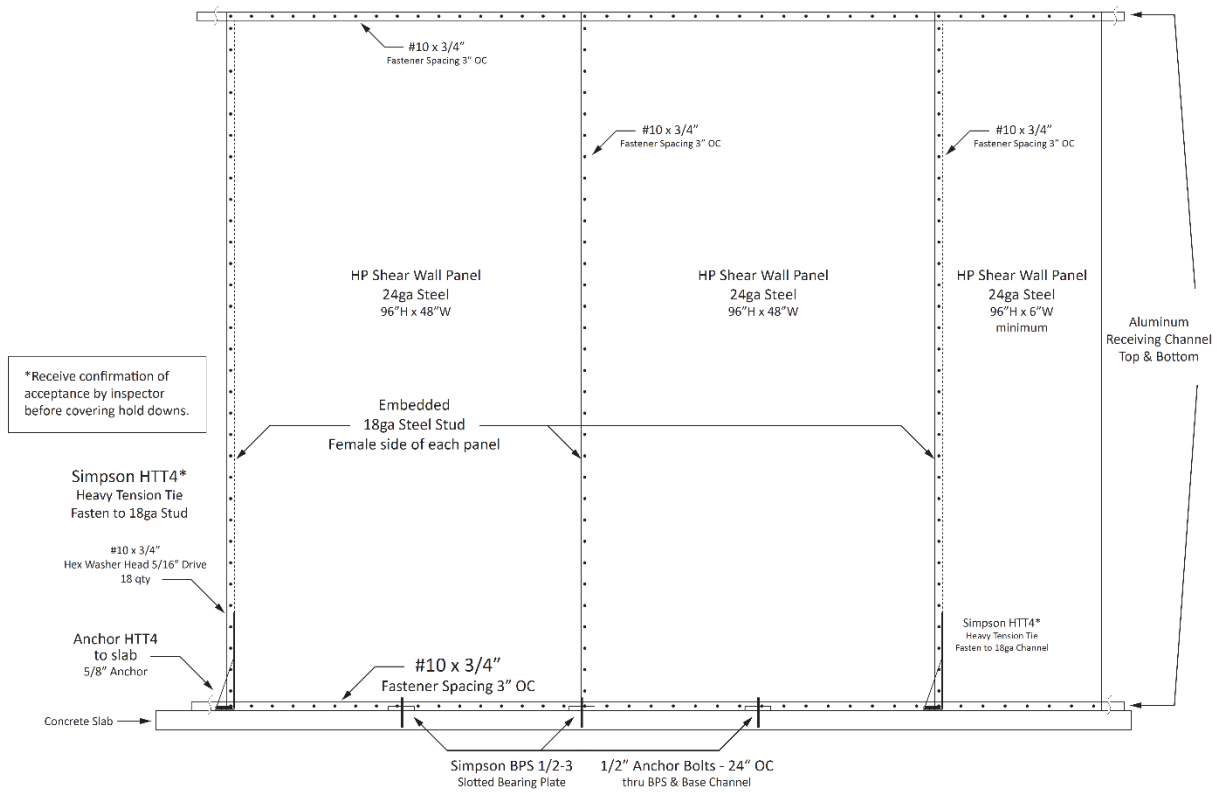 #10 x 3/4”
Fastener Spacing 3” OC
#10 x 3/4”
Fastener Spacing 3” OC
#10 x 3/4”
Fastener Spacing 3” OC
HP Shear Wall Panel
24ga Steel
96”H x 48”W
HP Shear Wall Panel
24ga Steel
96”H x 48”W
HP Shear Wall Panel
24ga Steel
96”H x 6”W
minimum
Aluminum
Receiving Channel
Top & Bottom
*Receive confirmation of
acceptance by inspector
before covering hold downs.
Embedded
18ga Steel Stud
Female side of each panel
Simpson HTT4*
Heavy Tension Tie
Fasten to 18ga Stud
#10 x 3/4”
Hex Washer Head 5/16” Drive
18 qty
Anchor HTT4
to slab
5/8” Anchor
#10 x 3/4”
Fastener Spacing 3” OC
Simpson HTT4*
Heavy Tension Tie
Fasten to 18ga Channel
Concrete Slab
Simpson BPS 1/2-3
Slotted Bearing Plate
1/2” Anchor Bolts - 24” OC
thru BPS & Base Channel